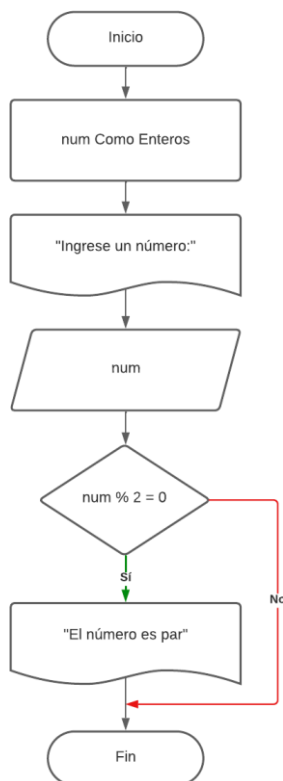 Inicio
num Como Enteros
"Ingrese un número:"
num
num % 2 = 0
Sí
No
"El número es par"
Fin